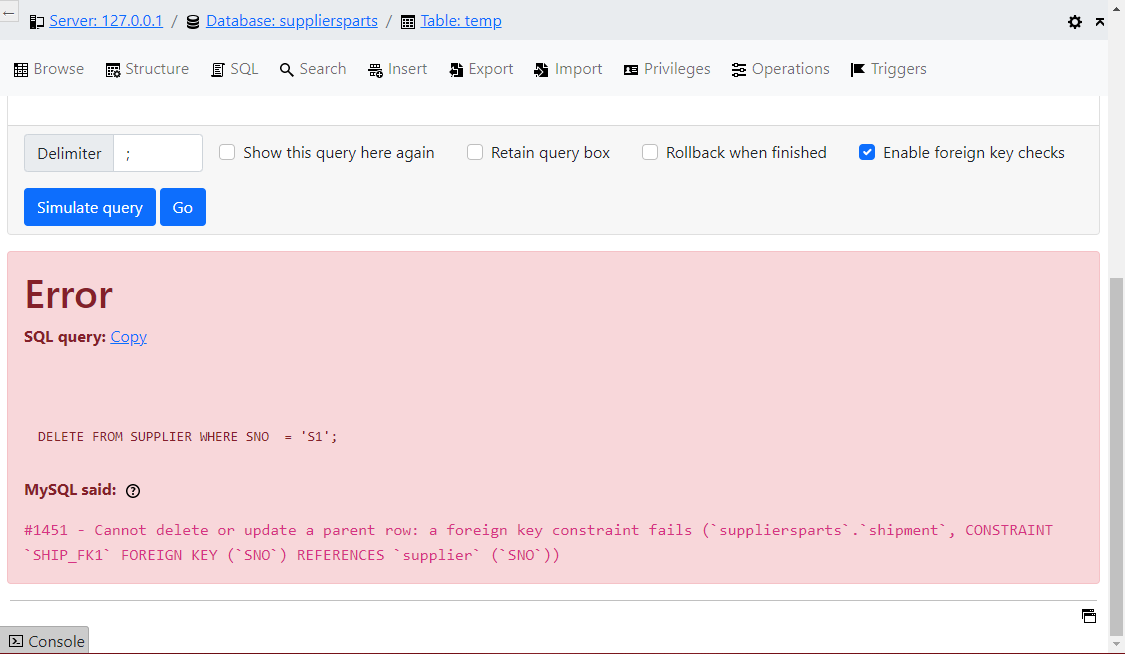 Server: 127.0.0.1 / Database: suppliersparts / Table: temp
Browse Structure SQL Search Insert Export Import Privileges Operations Triggers
Delimiter ; Show this query here again Retain query box Rollback when finished Enable foreign key checks
Simulate query Go
Error
SQL query: Copy
DELETE FROM SUPPLIER WHERE SNO  = 'S1';
MySQL said:
#1451 - Cannot delete or update a parent row: a foreign key constraint fails (`suppliersparts`.`shipment`, CONSTRAINT
`SHIP_FK1` FOREIGN KEY (`SNO`) REFERENCES `supplier` (`SNO`))
Console